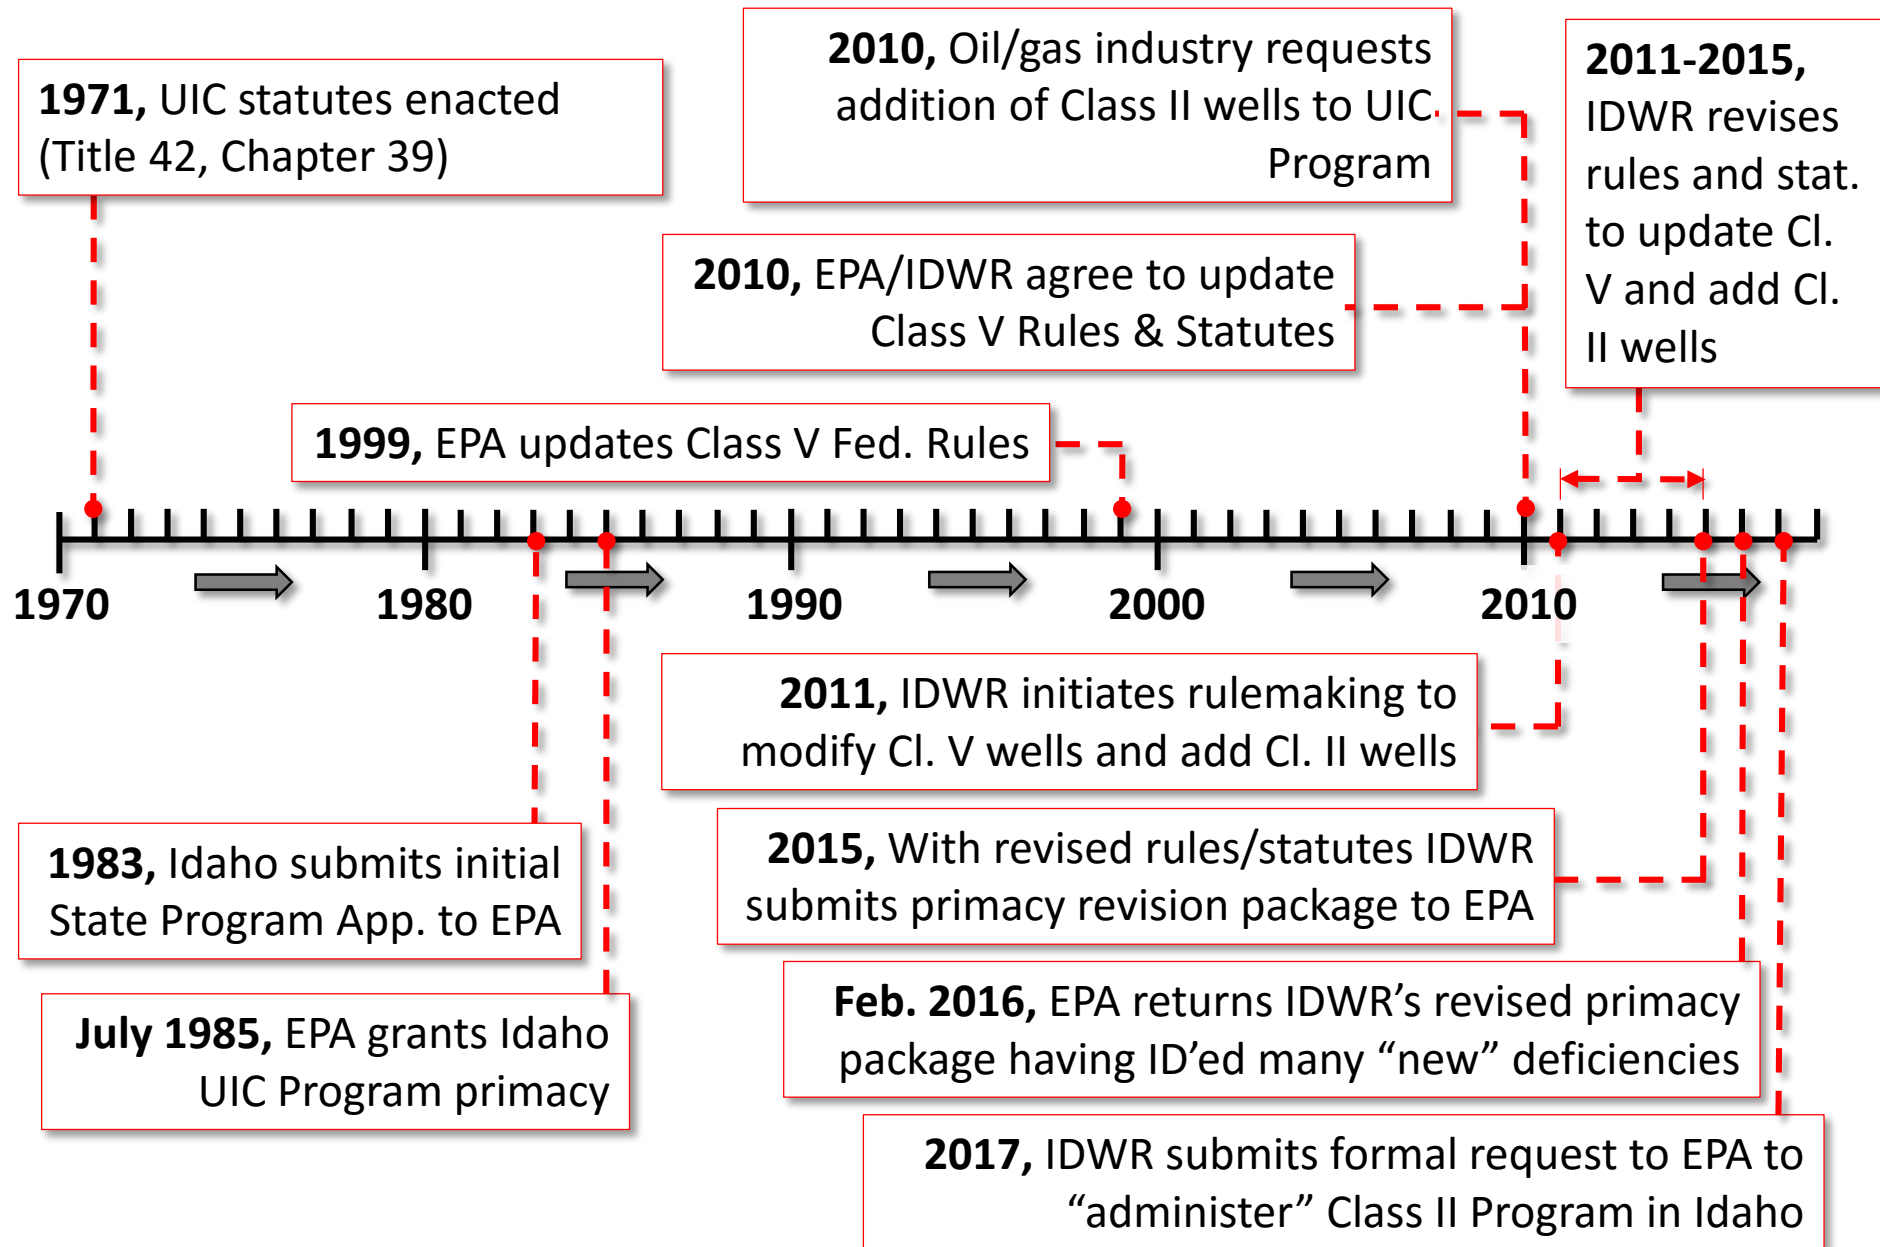 1971, UIC statutes enacted
(Title 42, Chapter 39)
2010, Oil/gas industry requests
addition of Class II wells to UIC
Program
2011-2015,
IDWR revises
rules and stat.
to update Cl.
V and add Cl.
II wells
2010, EPA/IDWR agree to update
Class V Rules & Statutes
1999, EPA updates Class V Fed. Rules
1970
1980
1990
2000
2010
2011, IDWR initiates rulemaking to
modify Cl. V wells and add Cl. II wells
1983, Idaho submits initial
State Program App. to EPA
2015, With revised rules/statutes IDWR
submits primacy revision package to EPA
July 1985, EPA grants Idaho
UIC Program primacy
Feb. 2016, EPA returns IDWR’s revised primacy
package having ID’ed many “new” deficiencies
2017, IDWR submits formal request to EPA to
“administer” Class II Program in Idaho